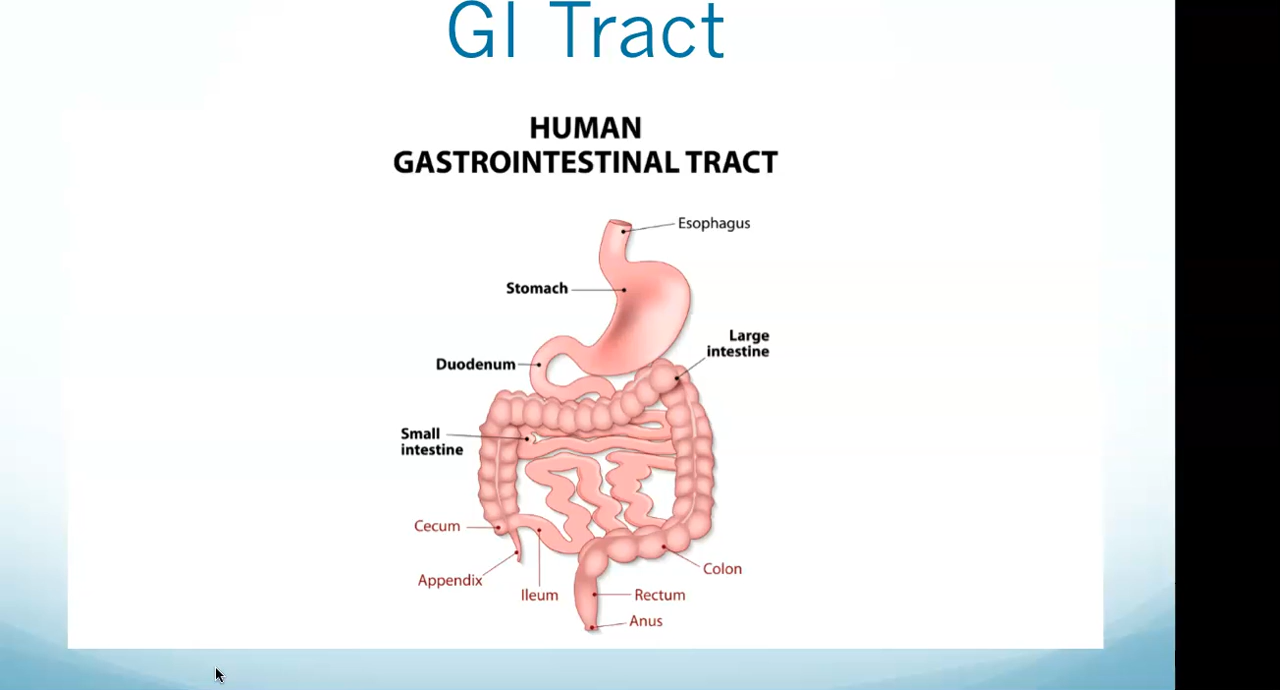 GI Tract
HUMAN
GASTROINTESTINAL TRACT
Esophagus
Stomach
Large
intestine
Duodenum
Small
intestine
Cecum
Appendix
Ileum
Colon
Rectum
Anus